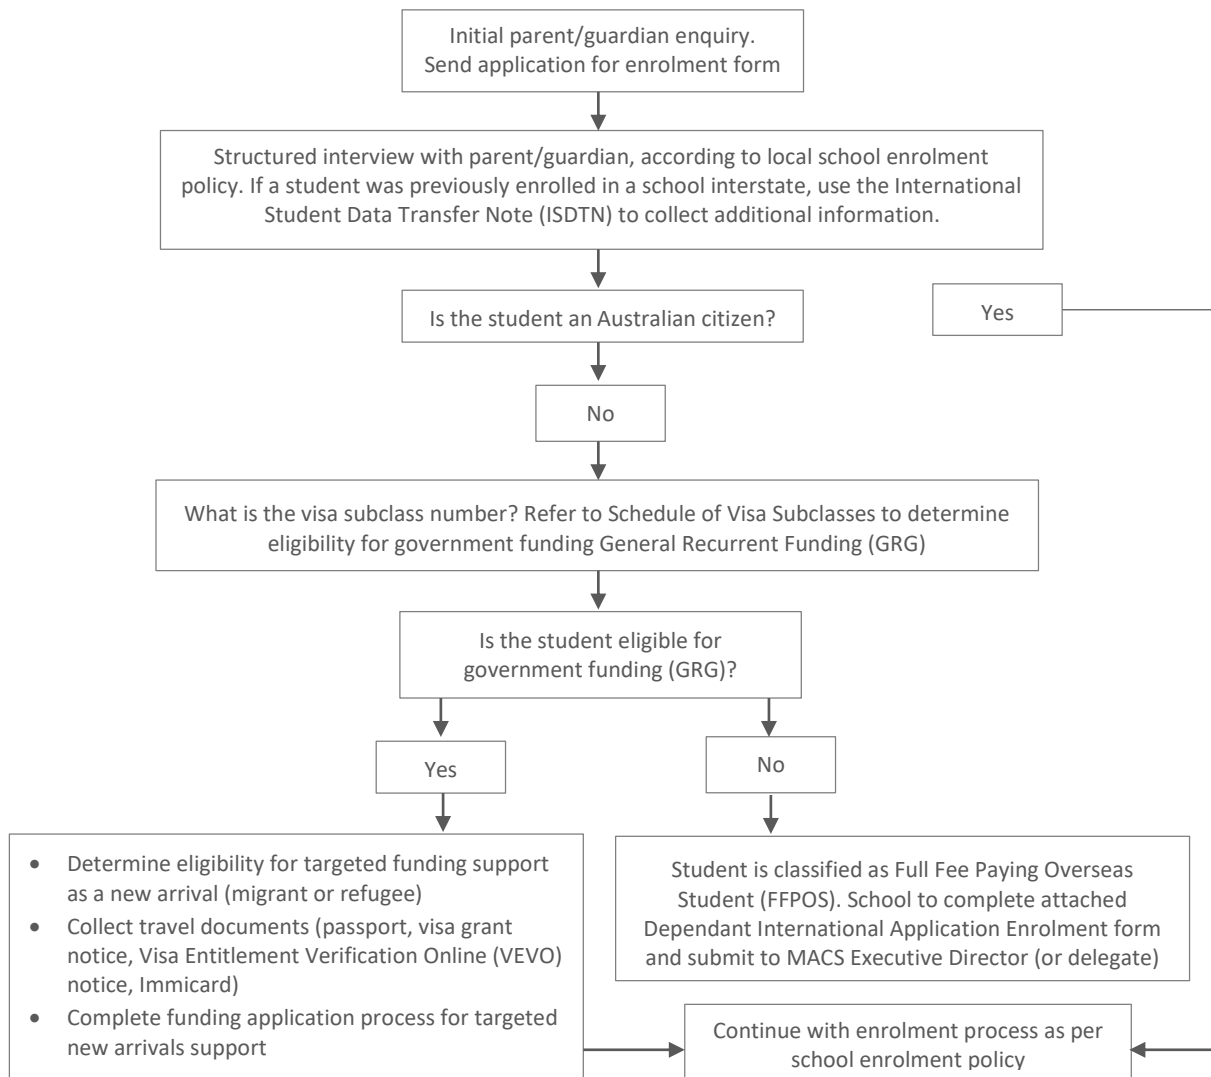 Initial parent/guardian enquiry.
Send application for enrolment form
Structured interview with parent/guardian, according to local school enrolment
policy. If a student was previously enrolled in a school interstate, use the International
Student Data Transfer Note (ISDTN) to collect additional information.
Is the student an Australian citizen?
Yes
No
What is the visa subclass number? Refer to Schedule of Visa Subclasses to determine
eligibility for government funding General Recurrent Funding (GRG)
Is the student eligible for
government funding (GRG)?
Yes
No
• Determine eligibility for targeted funding support
as a new arrival (migrant or refugee)
• Collect travel documents (passport, visa grant
notice, Visa Entitlement Verification Online (VEVO)
notice, Immicard)
• Complete funding application process for targeted
new arrivals support
Student is classified as Full Fee Paying Overseas
Student (FFPOS). School to complete attached
Dependant International Application Enrolment form
and submit to MACS Executive Director (or delegate)
Continue with enrolment process as per
school enrolment policy